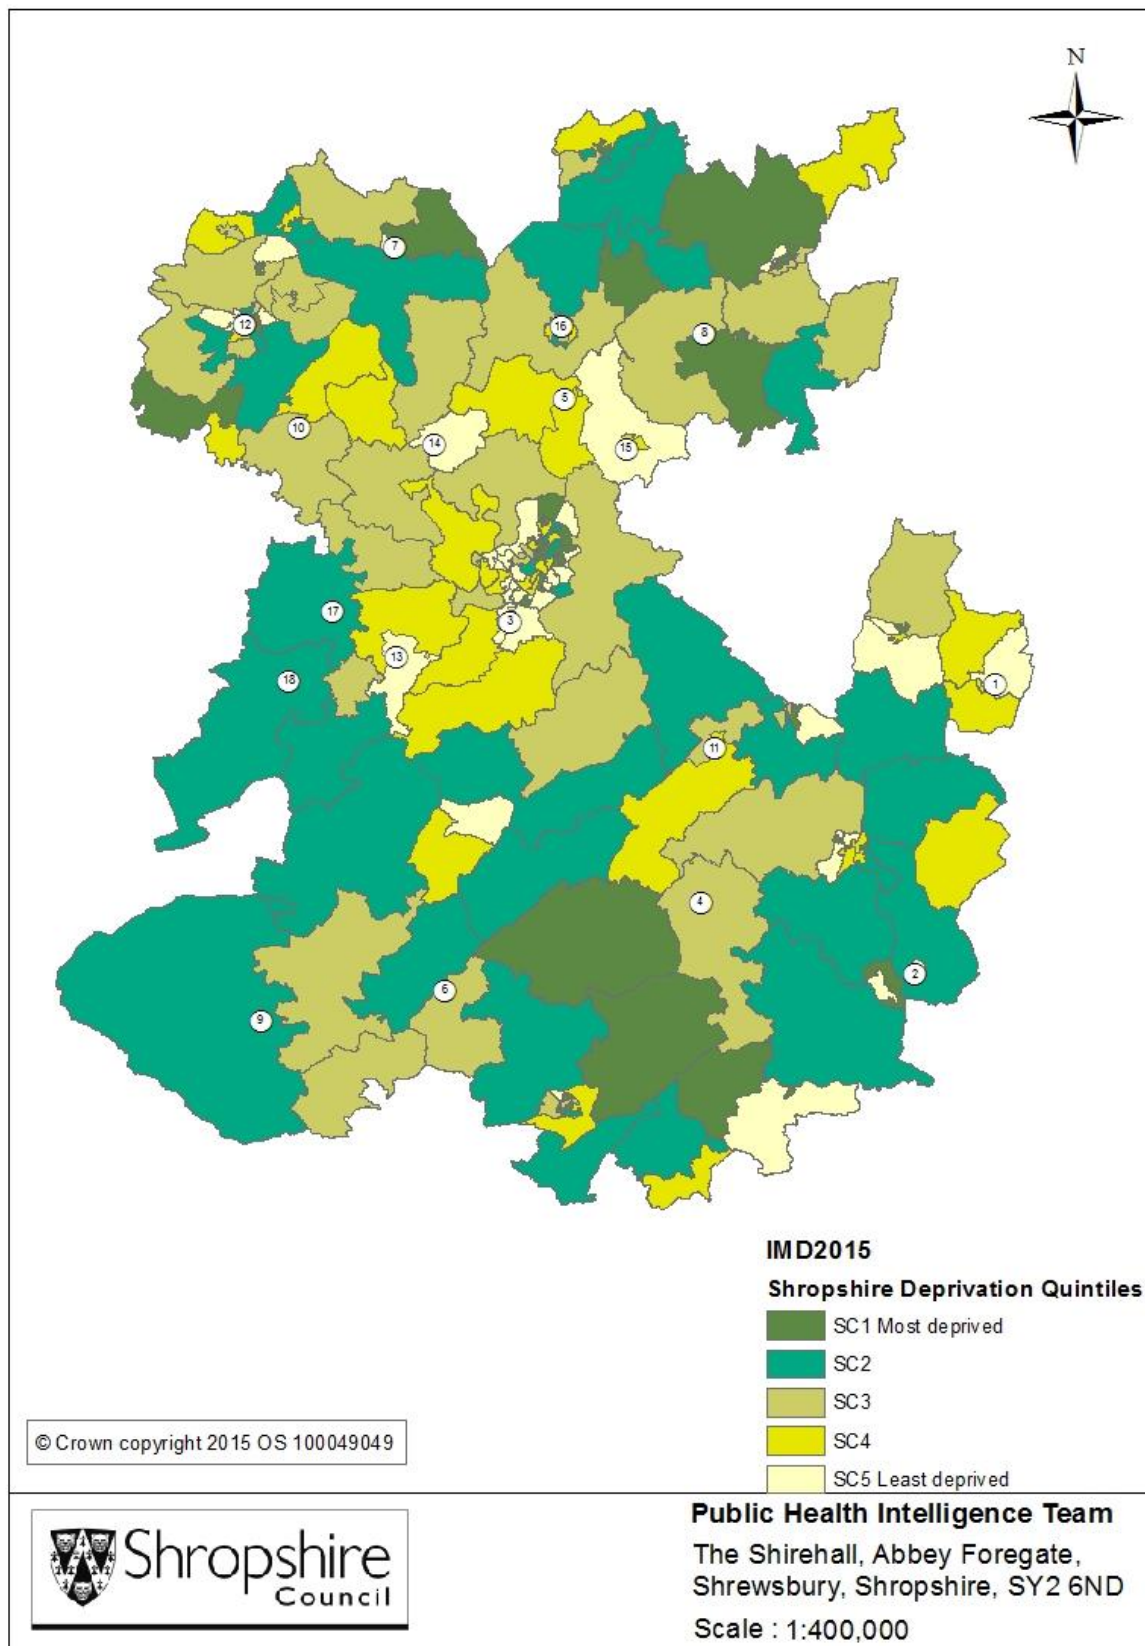 N
7
12
16
8
5
10
14
15
17
3
13
18
1
11
4
2
6
9
IMD2015
Shropshire Deprivation Quintiles
SC1 Most deprived
SC2
SC3
SC4
SC5 Least deprived
© Crown copyright 2015 OS 100049049
Shropshire
Council
Public Health Intelligence Team
The Shirehall, Abbey Foregate,
Shrewsbury, Shropshire, SY2 6ND
Scale : 1:400,000